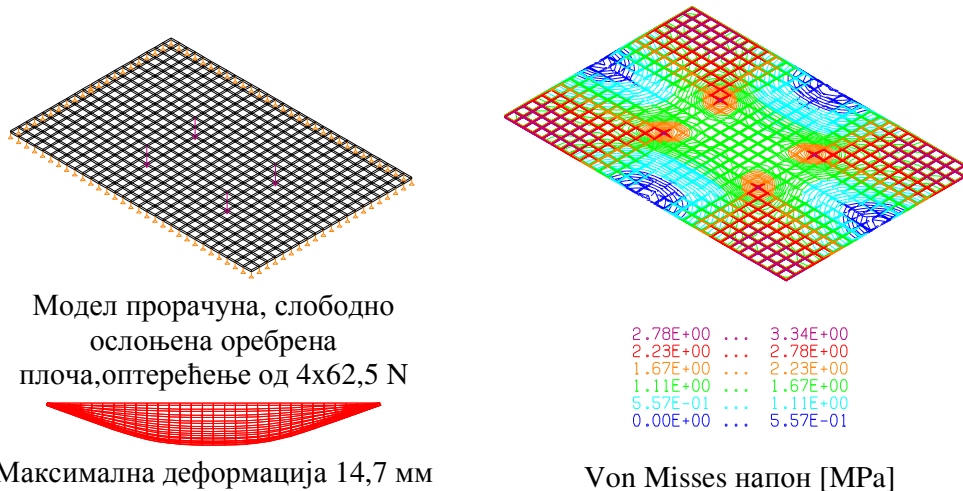 Модел прорачуна, слободно
ослоњена оребрена
плоча,оптерећење од 4х62,5 N
Максимална деформација 14,7 мм
2.78E+00 ... 3.34E+00
2.23E+00 ... 2.78E+00
1.67E+00 ... 2.23E+00
1.11E+00 ... 1.67E+00
5.57E-01 ... 1.11E+00
0.00E+00 ... 5.57E-01
Von Misses напон [MPa]